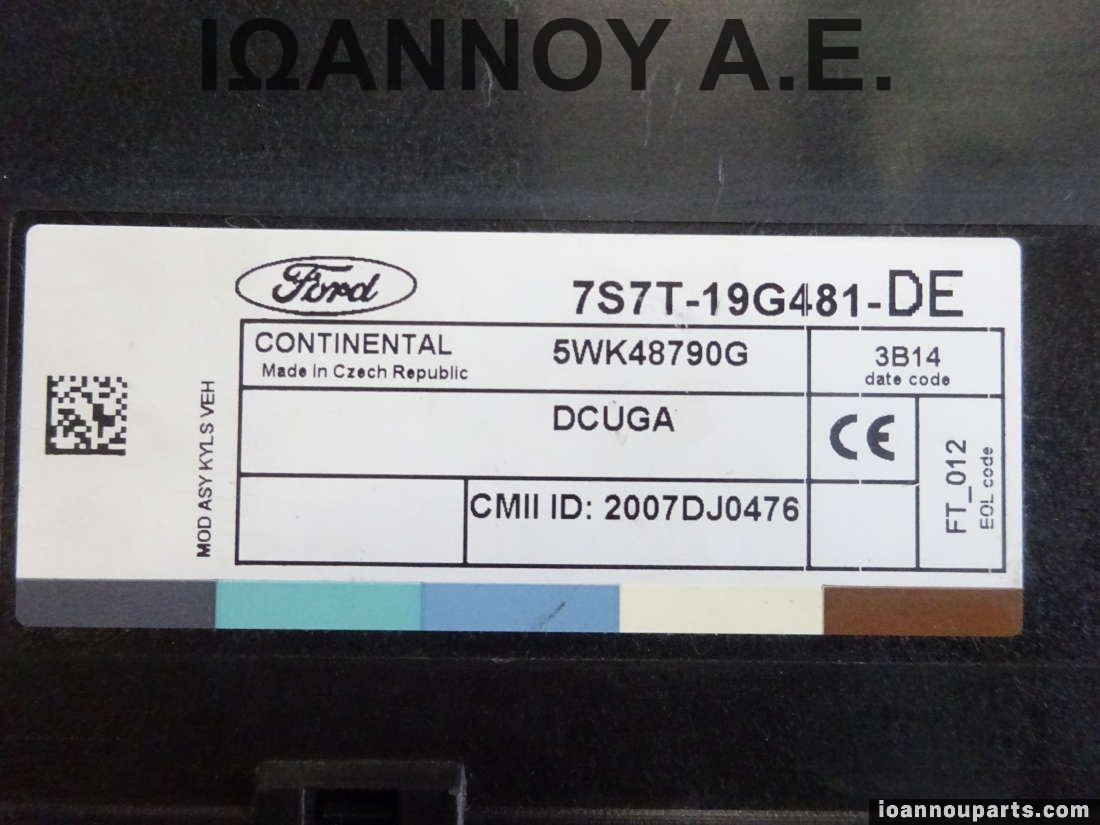 ΙΩΑΝΝΟΥ Α.Ε.
Ford
7S7T-19G481-DE
CONTINENTAL
Made In Czech Republic
5WK48790G
3B14
date code
DCUGA
CE
MOD ASY KYLS VEH
CMII ID: 2007DJ0476
FT_012
EOL code
ioannouparts.com